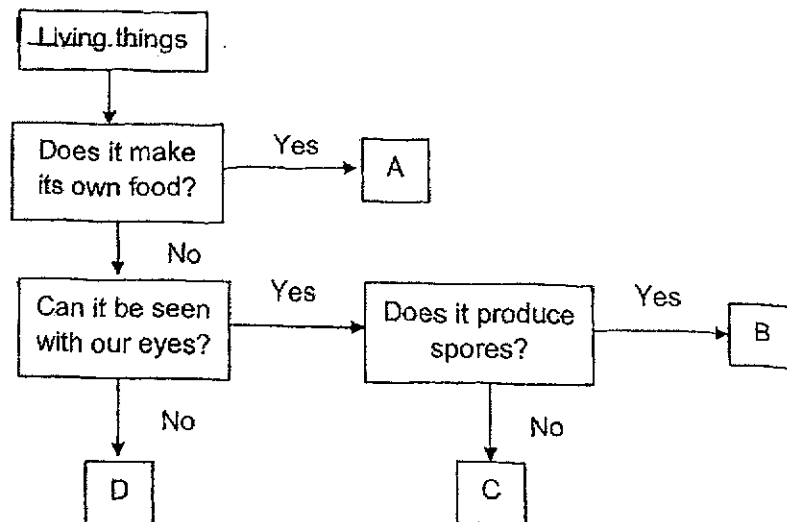 Living things
Does it make
its own food?
Yes
A
No
Can it be seen
with our eyes?
Yes
Does it produce
spores?
Yes
B
No
D
No
C